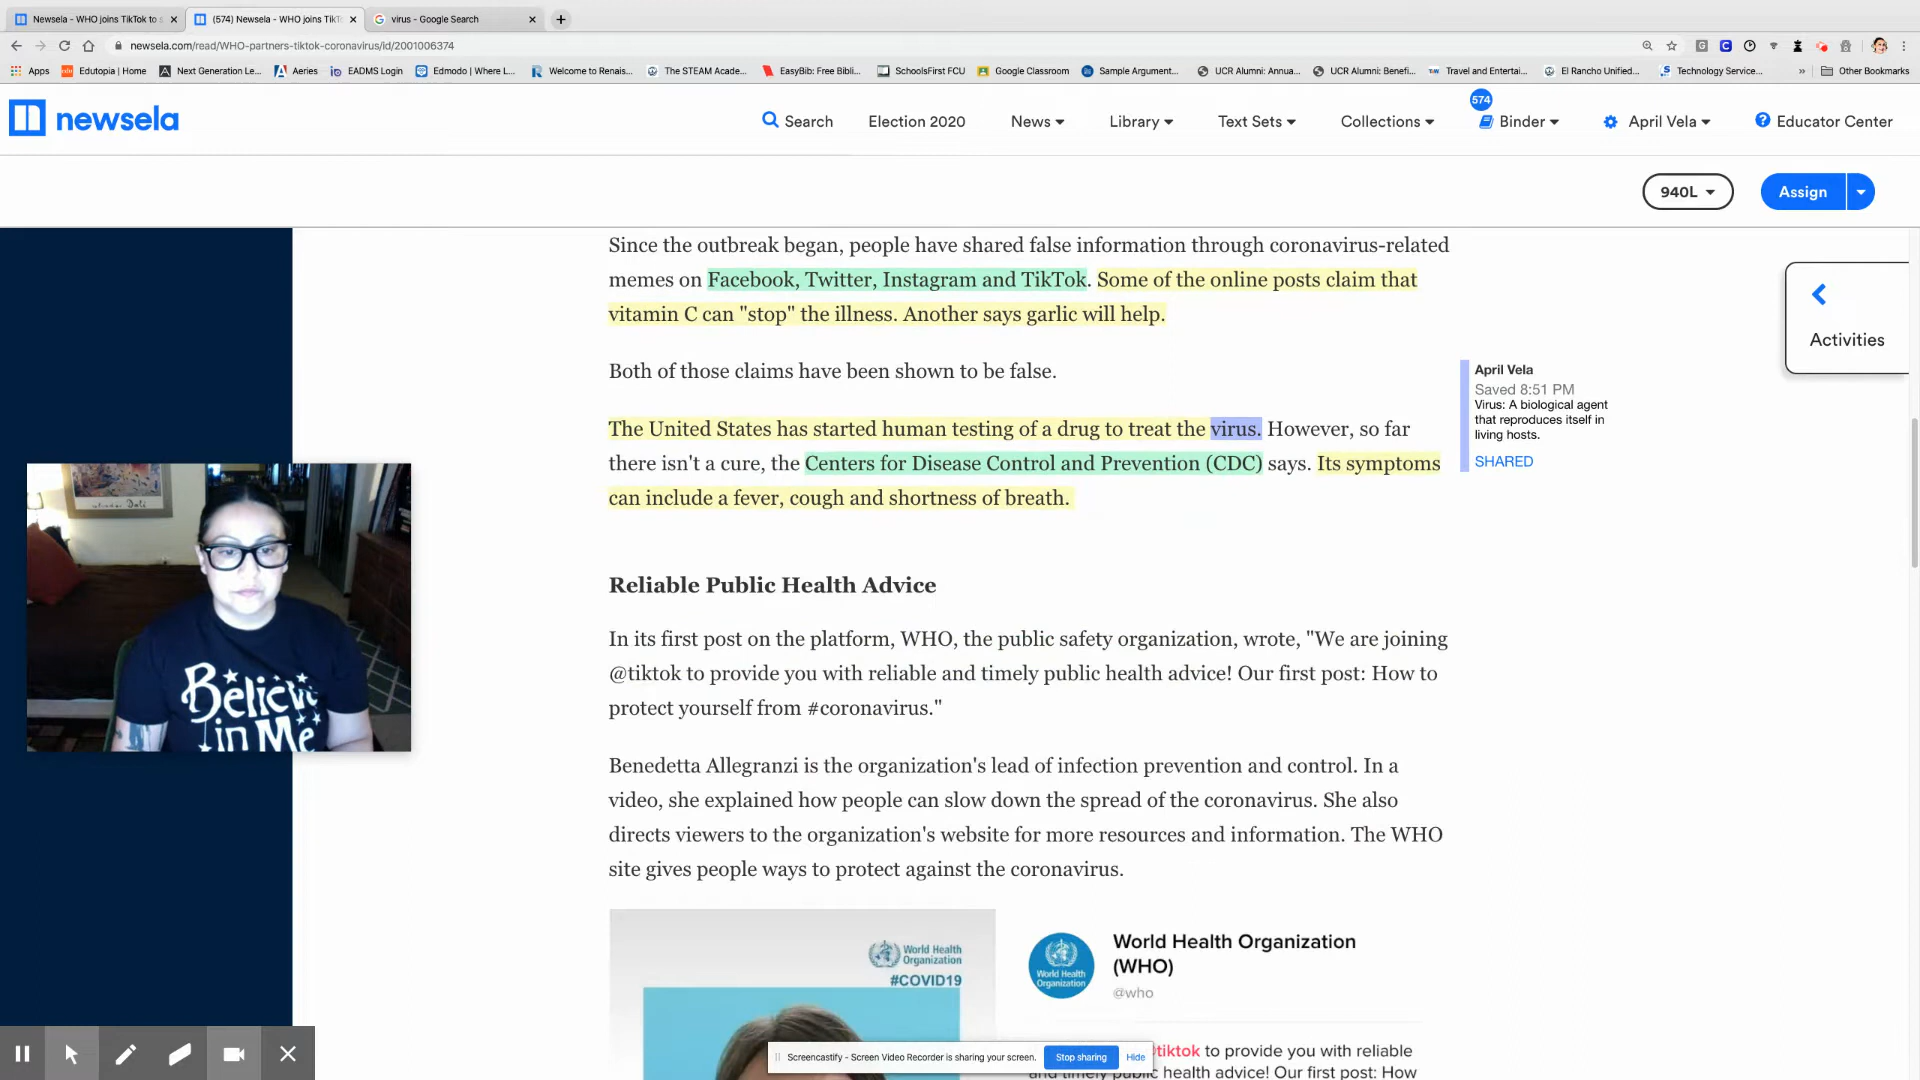 Newsela - WHO joins TikTok to s
(574) Newsela - WHO joins TikT
virus - Google Search
newsela.com/read/WHO-partners-tiktok-coronavirus/id/2001006374
Apps
Edutopia | Home
Next Generation Le...
Aeries
EADMS Login
Edmodo | Where L...
Welcome to Renais...
The STEAM Acade...
EasyBib: Free Bibli...
SchoolsFirst FCU
Google Classroom
Sample Argument...
UCR Alumni: Annua...
UCR Alumni: Benefi...
Travel and Entertai...
El Rancho Unified...
Technology Service...
»
Other Bookmarks
newsela
Search
Election 2020
News
Library
Text Sets
Collections
574
Binder
April Vela
Educator Center
940L
Assign
Since the outbreak began, people have shared false information through coronavirus-related
memes on Facebook, Twitter, Instagram and TikTok. Some of the online posts claim that
vitamin C can "stop" the illness. Another says garlic will help.
Activities
Both of those claims have been shown to be false.
April Vela
Saved 8:51 PM
Virus: A biological agent
that reproduces itself in
living hosts.
SHARED
The United States has started human testing of a drug to treat the virus. However, so far
there isn't a cure, the Centers for Disease Control and Prevention (CDC) says. Its symptoms
can include a fever, cough and shortness of breath.
Believe
in Me
Reliable Public Health Advice
In its first post on the platform, WHO, the public safety organization, wrote, "We are joining
@tiktok to provide you with reliable and timely public health advice! Our first post: How to
protect yourself from #coronavirus."
Benedetta Allegranzi is the organization's lead of infection prevention and control. In a
video, she explained how people can slow down the spread of the coronavirus. She also
directs viewers to the organization's website for more resources and information. The WHO
site gives people ways to protect against the coronavirus.
World Health
Organization
#COVID19
World Health
Organization
World Health Organization
(WHO)
@who
tiktok to provide you with reliable
and timely public health advice! Our first post: How
Screencastify - Screen Video Recorder is sharing your screen.
Stop sharing
Hide